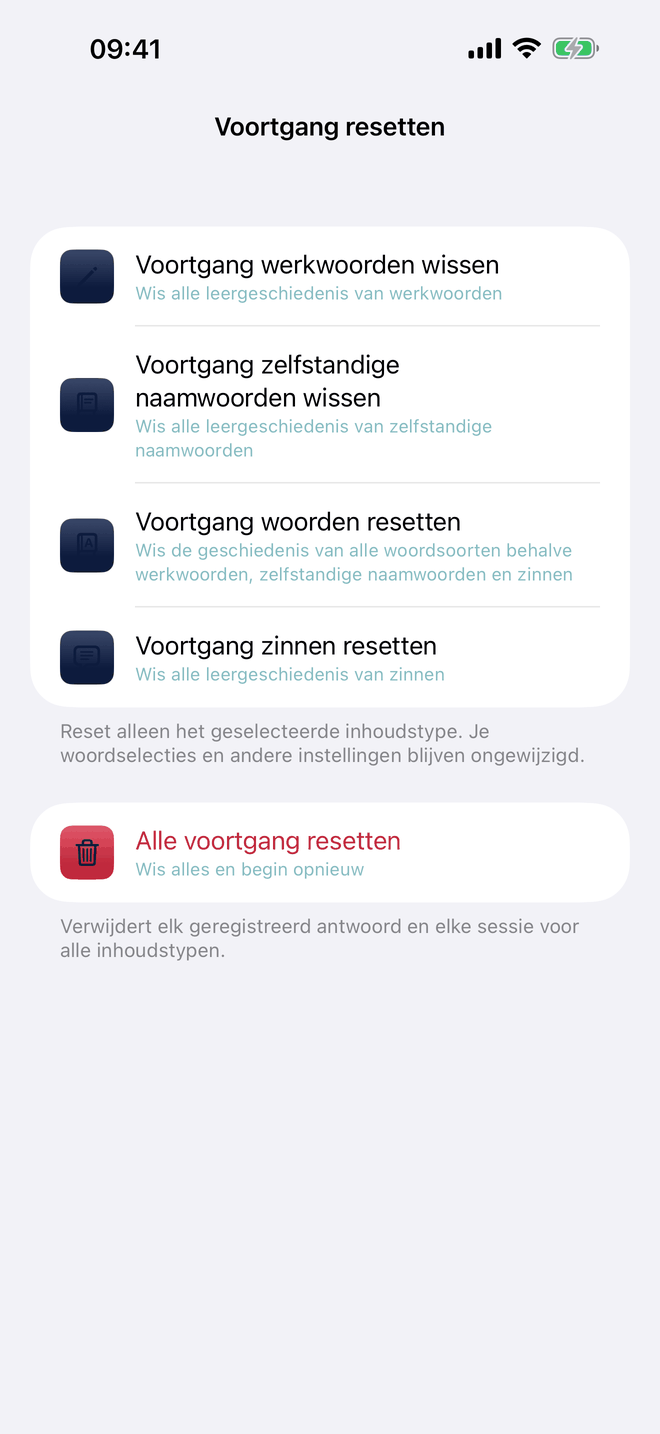 09:41
Voortgang resetten
Voortgang werkwoorden wissen
Wis alle leergeschiedenis van werkwoorden
Voortgang zelfstandige
naamwoorden wissen
Wis alle leergeschiedenis van zelfstandige
naamwoorden
Voortgang woorden resetten
Wis de geschiedenis van alle woordsoorten behalve
werkwoorden, zelfstandige naamwoorden en zinnen
Voortgang zinnen resetten
Wis alle leergeschiedenis van zinnen
Reset alleen het geselecteerde inhoudstype. Je
woordselecties en andere instellingen blijven ongewijzigd.
Alle voortgang resetten
Wis alles en begin opnieuw
Verwijdert elk geregistreerd antwoord en elke sessie voor
alle inhoudstypen.